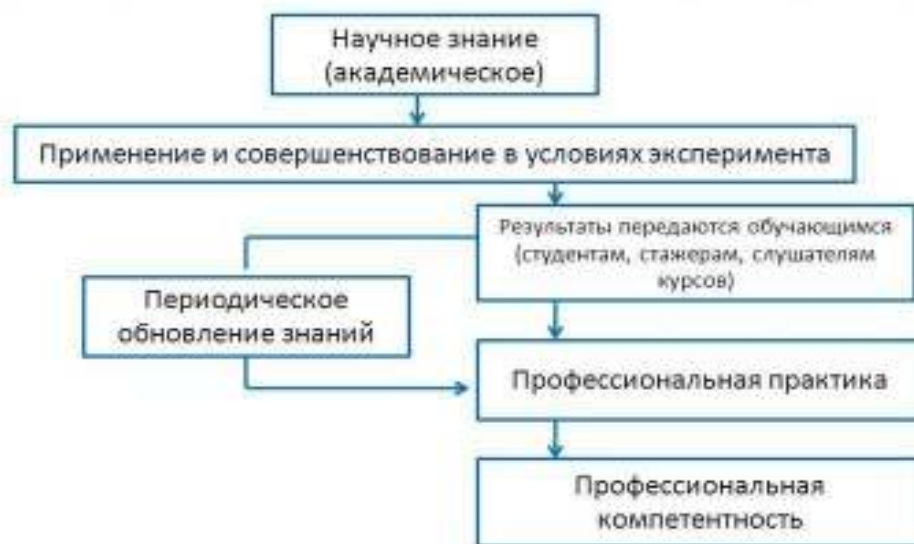 Научное знание
(академическое)
Применение и совершенствование в условиях эксперимента
Результаты передаются обучающимся
(студентам, стажерам, слушателям
курсов)
Периодическое
обновление знаний
Профессиональная практика
Профессиональная
компетентность